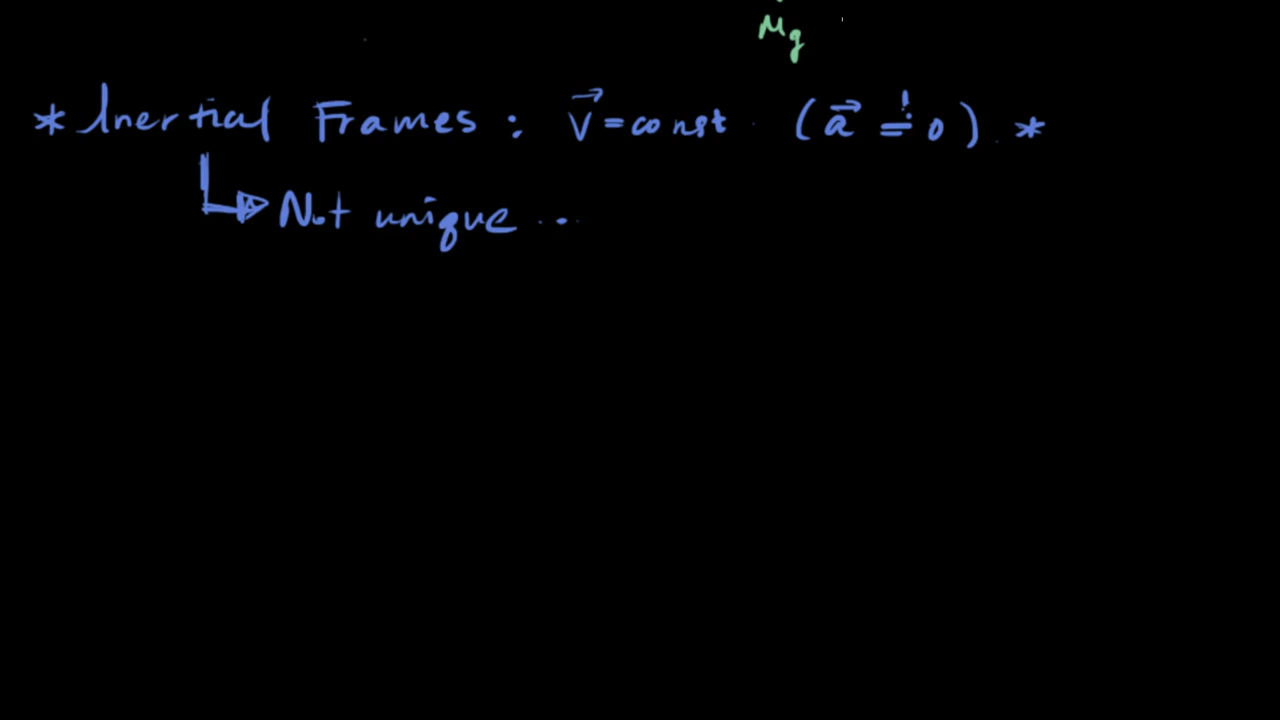 Mg
* Inertial Frames : v⃗ = const. (a⃗ =! 0) *
Not unique ...